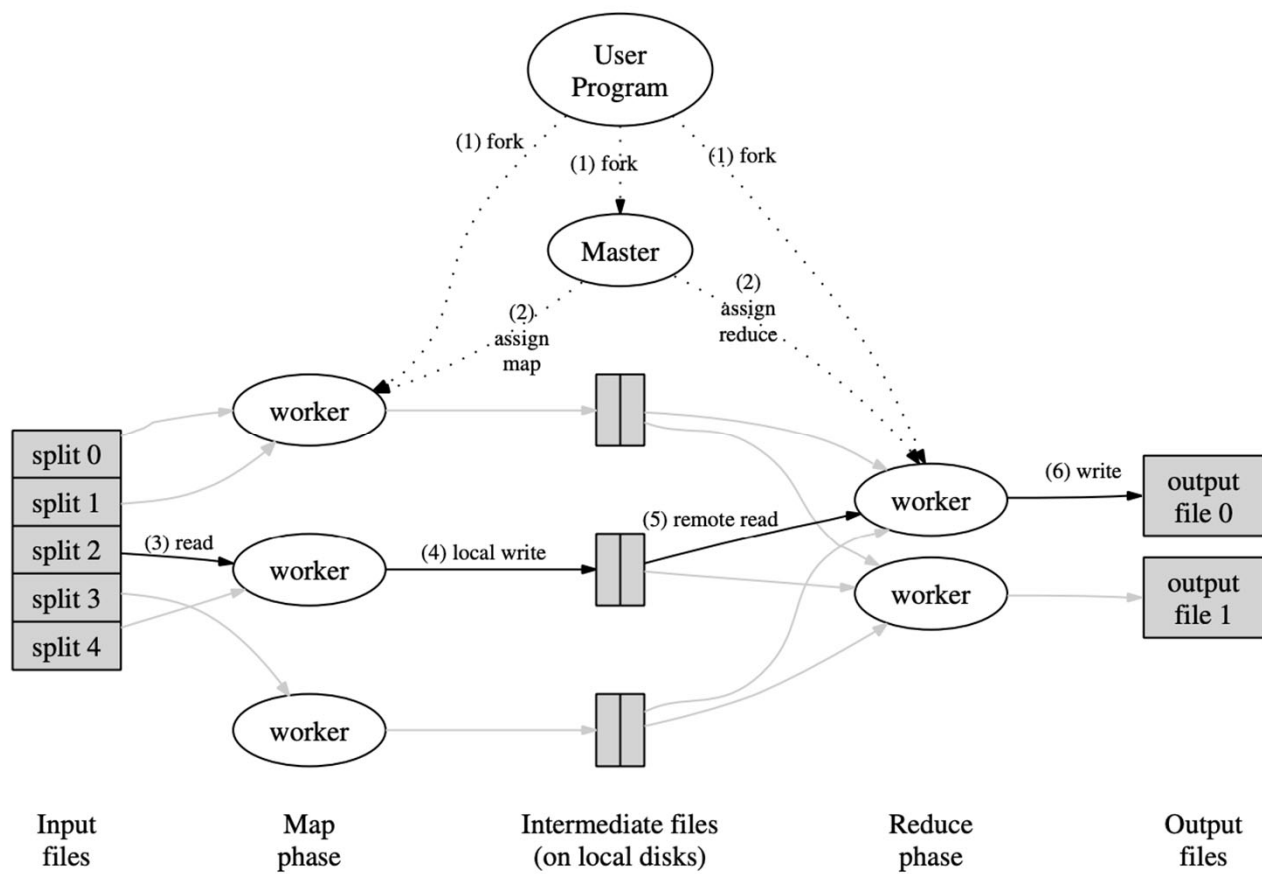 User
Program
(1) fork
(1) fork
(1) fork
Master
(2)
assign
map
(2)
assign
reduce
worker
split 0
split 1
split 2
split 3
split 4
(3) read
worker
(4) local write
(5) remote read
worker
(6) write
output
file 0
worker
output
file 1
worker
Input
files
Map
phase
Intermediate files
(on local disks)
Reduce
phase
Output
files